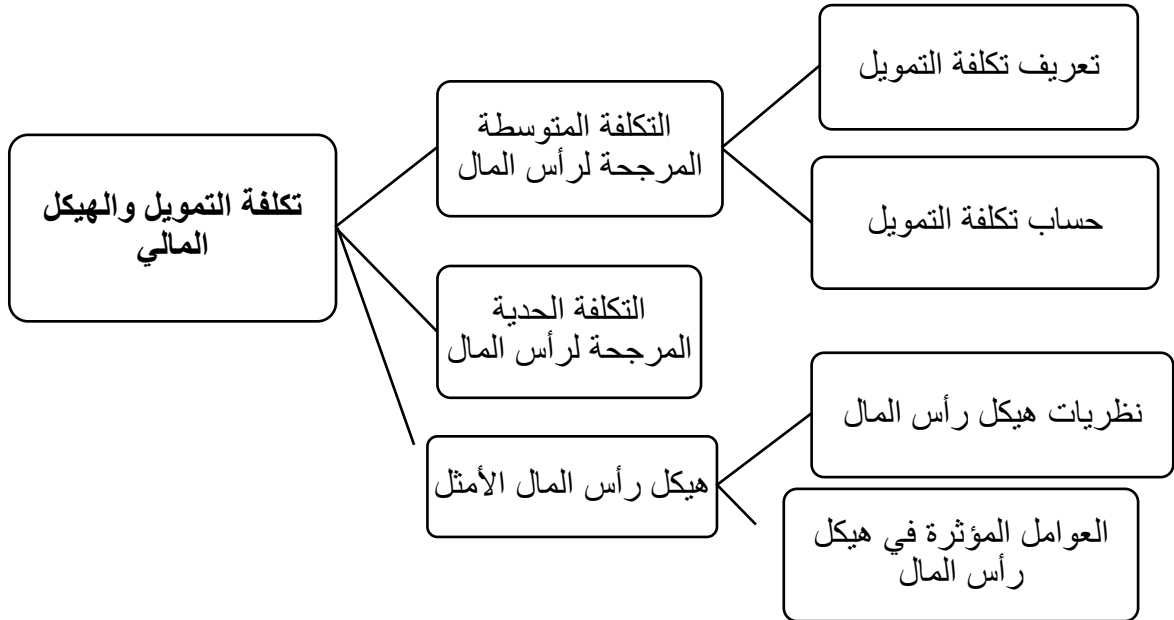 تكلفة التمويل والهيكل
المالي
التكلفة المتوسطة
المرجحة لرأس المال
تعريف تكلفة التمويل
حساب تكلفة التمويل
التكلفة الحدية
المرجحة لرأس المال
هيكل رأس المال الأمثل
نظريات هيكل رأس المال
العوامل المؤثرة في هيكل
رأس المال